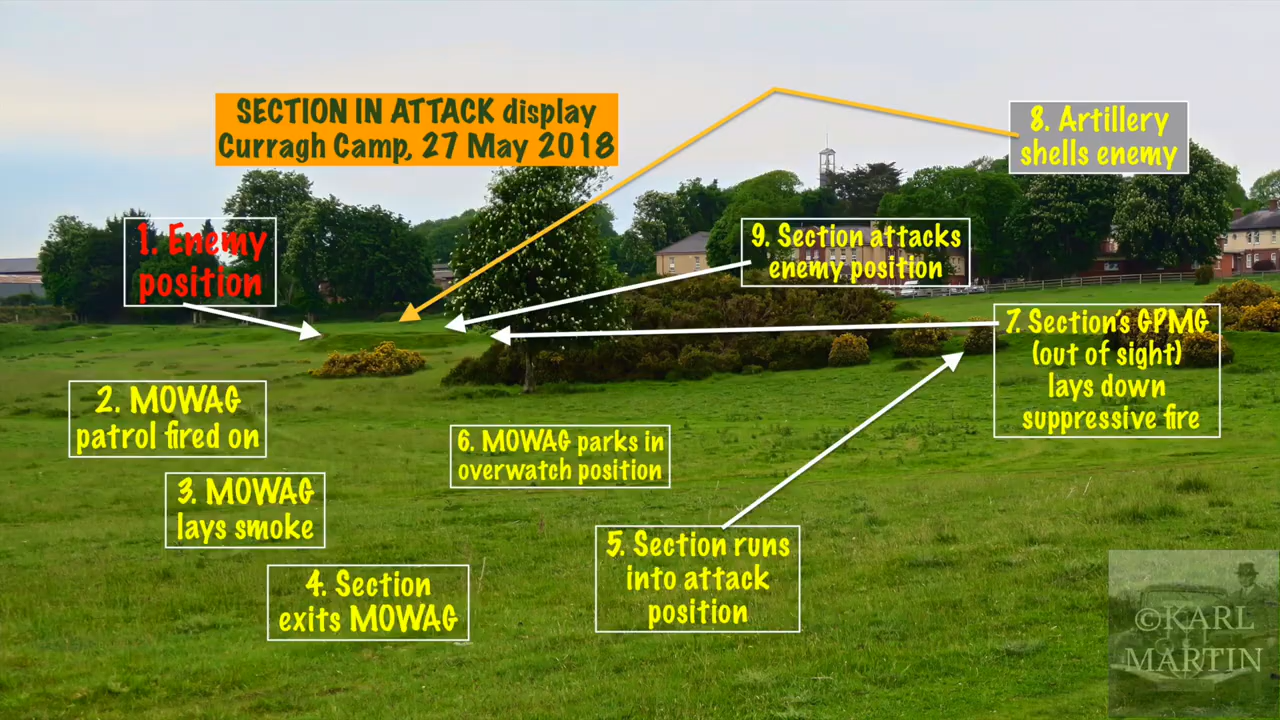 SECTION IN ATTACK display
Curragh Camp, 27 May 2018
1. Enemy
position
2. MOWAG
patrol fired on
3. MOWAG
lays smoke
4. Section
exits MOWAG
5. Section runs
into attack
position
6. MOWAG parks in
overwatch position
7. Section's GPMG
(out of sight)
lays down
suppressive fire
8. Artillery
shells enemy
9. Section attacks
enemy position
©KARL
MARTIN